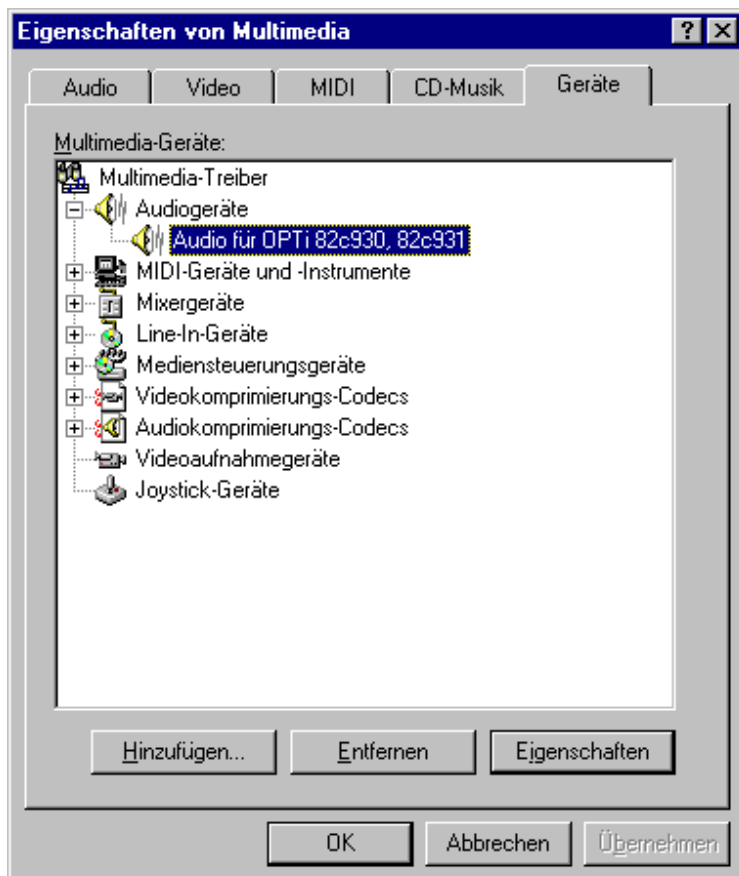 Eigenschaften von Multimedia
Audio Video MIDI CD-Musik Geräte
Multimedia-Geräte:
Multimedia-Treiber
Audiogeräte
Audio für OPTi 82c930, 82c931
MIDI-Geräte und -Instrumente
Mixergeräte
Line-In-Geräte
Mediensteuerungsgeräte
Videokomprimierungs-Codecs
Audiokomprimierungs-Codecs
Videoaufnahmegeräte
Joystick-Geräte
Hinzufügen... Entfernen Eigenschaften
OK Abbrechen Übernehmen